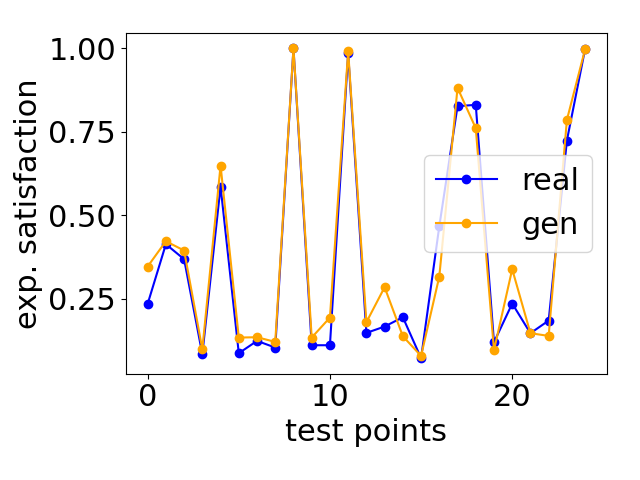 1.00
0.75
0.50
0.25
exp. satisfaction
real
gen
0 10 20
test points